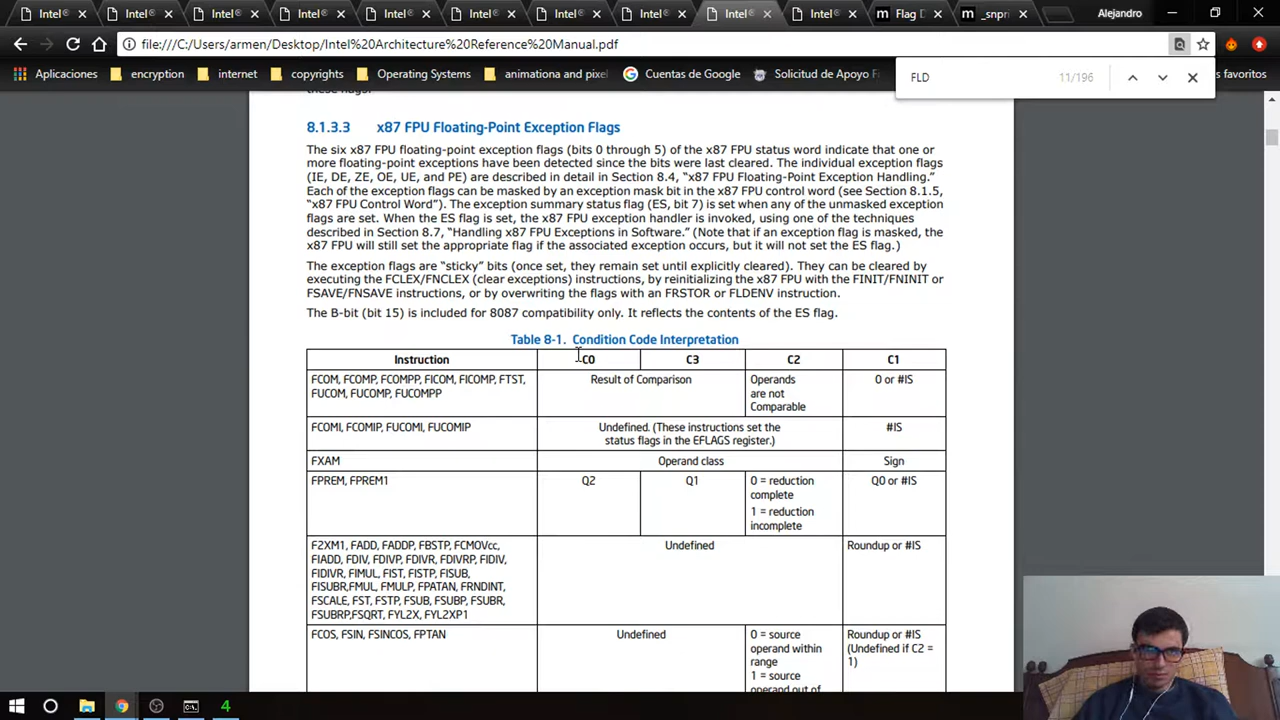 Intel® Intel® Intel® Intel® Intel® Intel® Intel® Intel® Intel® Intel® Flag D _snpri Alejandro
file:///C:/Users/armen/Desktop/Intel%20Architecture%20Reference%20Manual.pdf
Aplicaciones encryption internet copyrights Operating Systems animationa and pixel Cuentas de Google Solicitud de Apoyo Fi s favoritos
FLD 11/196
these flags.
8.1.3.3 x87 FPU Floating-Point Exception Flags
The six x87 FPU floating-point exception flags (bits 0 through 5) of the x87 FPU status word indicate that one or
more floating-point exceptions have been detected since the bits were last cleared. The individual exception flags
(IE, DE, ZE, OE, UE, and PE) are described in detail in Section 8.4, “x87 FPU Floating-Point Exception Handling.”
Each of the exception flags can be masked by an exception mask bit in the x87 FPU control word (see Section 8.1.5,
“x87 FPU Control Word”). The exception summary status flag (ES, bit 7) is set when any of the unmasked exception
flags are set. When the ES flag is set, the x87 FPU exception handler is invoked, using one of the techniques
described in Section 8.7, “Handling x87 FPU Exceptions in Software.” (Note that if an exception flag is masked, the
x87 FPU will still set the appropriate flag if the associated exception occurs, but it will not set the ES flag.)
The exception flags are “sticky” bits (once set, they remain set until explicitly cleared). They can be cleared by
executing the FCLEX/FNCLEX (clear exceptions) instructions, by reinitializing the x87 FPU with the FINIT/FNINIT or
FSAVE/FNSAVE instructions, or by overwriting the flags with an FRSTOR or FLDENV instruction.
The B-bit (bit 15) is included for 8087 compatibility only. It reflects the contents of the ES flag.
Table 8-1. Condition Code Interpretation
Instruction C0 C3 C2 C1
FCOM, FCOMP, FCOMPP, FICOM, FICOMP, FTST, Result of Comparison Operands 0 or #IS
FUCOM, FUCOMP, FUCOMPP are not
Comparable
FCOMI, FCOMIP, FUCOMI, FUCOMIP Undefined. (These instructions set the #IS
status flags in the EFLAGS register.)
FXAM Operand class Sign
FPREM, FPREM1 Q2 Q1 0 = reduction Q0 or #IS
complete
1 = reduction
incomplete
F2XM1, FADD, FADDP, FBSTP, FCMOVcc, Undefined Roundup or #IS
FIADD, FDIV, FDIVP, FDIVR, FDIVRP, FIDIV,
FIDIVR, FIMUL, FIST, FISTP, FISUB,
FISUBR,FMUL, FMULP, FPATAN, FRNDINT,
FSCALE, FST, FSTP, FSUB, FSUBP, FSUBR,
FSUBRP,FSQRT, FYL2X, FYL2XP1
FCOS, FSIN, FSINCOS, FPTAN Undefined 0 = source Roundup or #IS
operand within (Undefined if C2 =
range 1)
1 = source
operand out of
4